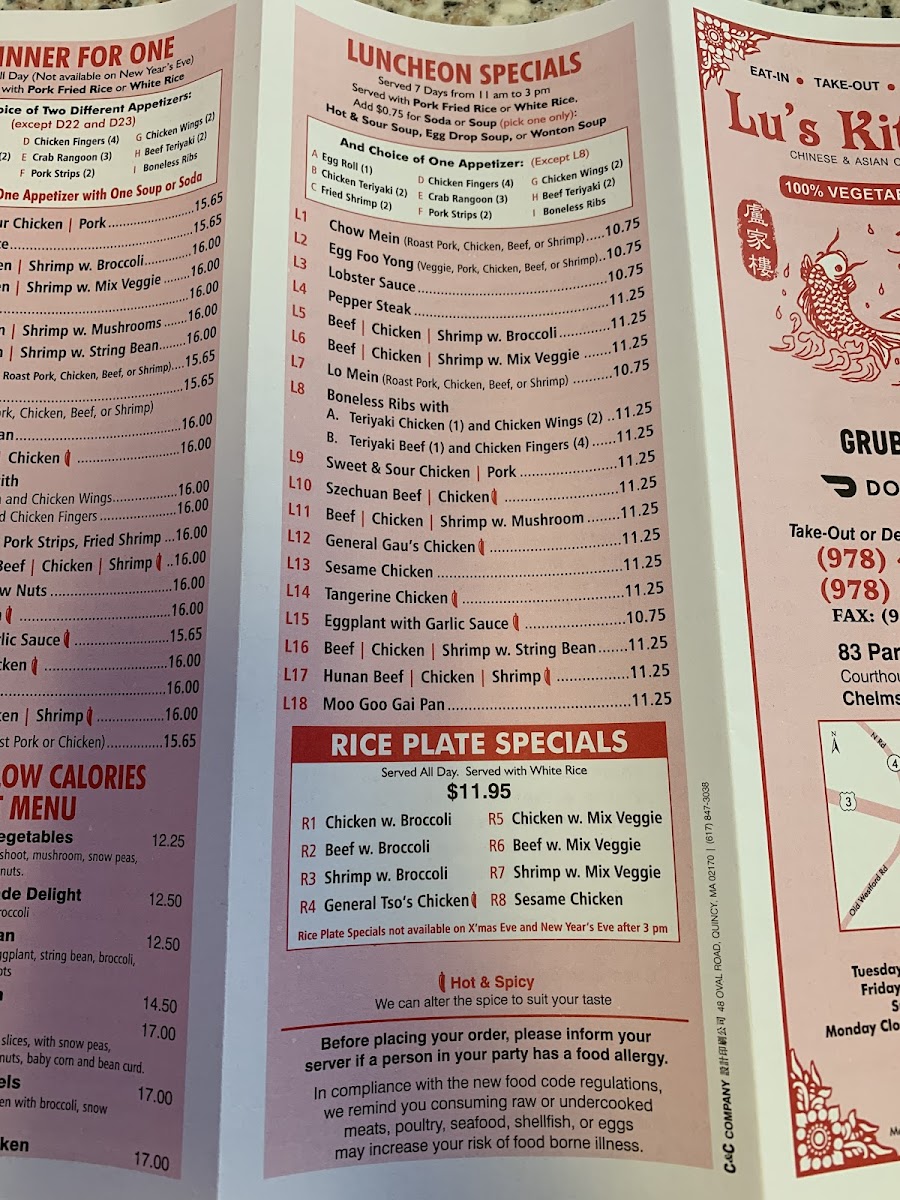 INNER FOR ONE
ll Day (Not available on New Year's Eve)
with Pork Fried Rice or White Rice
oice of Two Different Appetizers:
(except D22 and D23)
D Chicken Fingers (4)
G Chicken Wings (2)
(2)
E Crab Rangoon (3)
H Beef Teriyaki (2)
F Pork Strips (2)
I Boneless Ribs
One Appetizer with One Soup or Soda
ur Chicken | Pork 15.65
ce 15.65
en | Shrimp w. Broccoli 16.00
n | Shrimp w. Mix Veggie 16.00
16.00
n | Shrimp w. Mushrooms 16.00
| Shrimp w. String Bean 16.00
Roast Pork, Chicken, Beef, or Shrimp) 15.65
15.65
rk, Chicken, Beef, or Shrimp)
an 16.00
Chicken 16.00
ith
and Chicken Wings 16.00
d Chicken Fingers 16.00
Pork Strips, Fried Shrimp 16.00
Beef | Chicken | Shrimp 16.00
w Nuts 16.00
16.00
rlic Sauce 15.65
cken 16.00
16.00
ken | Shrimp 16.00
st Pork or Chicken) 15.65
LOW CALORIES
T MENU
egetables 12.25
shoot, mushroom, snow peas,
nuts.
de Delight 12.50
roccoli
an 12.50
ggplant, string bean, broccoli,
ots
14.50
17.00
slices, with snow peas,
nuts, baby corn and bean curd.
els 17.00
en with broccoli, snow
ken
17.00
LUNCHEON SPECIALS
Served 7 Days from 11 am to 3 pm
Served with Pork Fried Rice or White Rice.
Add $0.75 for Soda or Soup (pick one only):
Hot & Sour Soup, Egg Drop Soup, or Wonton Soup
And Choice of One Appetizer: (Except L8)
A Egg Roll (1)
D Chicken Fingers (4)
G Chicken Wings (2)
B Chicken Teriyaki (2)
E Crab Rangoon (3)
H Beef Teriyaki (2)
C Fried Shrimp (2)
F Pork Strips (2)
I Boneless Ribs
L1 Chow Mein (Roast Pork, Chicken, Beef, or Shrimp) 10.75
L2 Egg Foo Yong (Veggie, Pork, Chicken, Beef, or Shrimp) 10.75
L3 Lobster Sauce 10.75
L4 Pepper Steak 11.25
L5 Beef | Chicken | Shrimp w. Broccoli 11.25
L6 Beef | Chicken | Shrimp w. Mix Veggie 11.25
L7 Lo Mein (Roast Pork, Chicken, Beef, or Shrimp) 10.75
L8 Boneless Ribs with
A. Teriyaki Chicken (1) and Chicken Wings (2) 11.25
B. Teriyaki Beef (1) and Chicken Fingers (4) 11.25
L9 Sweet & Sour Chicken | Pork 11.25
L10 Szechuan Beef | Chicken 11.25
L11 Beef | Chicken | Shrimp w. Mushroom 11.25
L12 General Gau's Chicken 11.25
L13 Sesame Chicken 11.25
L14 Tangerine Chicken 11.25
L15 Eggplant with Garlic Sauce 10.75
L16 Beef | Chicken | Shrimp w. String Bean 11.25
L17 Hunan Beef | Chicken | Shrimp 11.25
L18 Moo Goo Gai Pan 11.25
RICE PLATE SPECIALS
Served All Day. Served with White Rice
$11.95
R1 Chicken w. Broccoli
R5 Chicken w. Mix Veggie
R2 Beef w. Broccoli
R6 Beef w. Mix Veggie
R3 Shrimp w. Broccoli
R7 Shrimp w. Mix Veggie
R4 General Tso's Chicken
R8 Sesame Chicken
Rice Plate Specials not available on X'mas Eve and New Year's Eve after 3 pm
Hot & Spicy
We can alter the spice to suit your taste
Before placing your order, please inform your
server if a person in your party has a food allergy.
In compliance with the new food code regulations,
we remind you consuming raw or undercooked
meats, poultry, seafood, shellfish, or eggs
may increase your risk of food borne illness.
C&C COMPANY 設計印刷公司 48 OVAL ROAD, QUINCY, MA 02170 | (617) 847-3038
EAT-IN • TAKE-OUT •
Lu's Kit
CHINESE & ASIAN C
100% VEGETAB
盧家樓
GRUB
DO
Take-Out or De
(978)
(978)
FAX: (9
83 Par
Courthou
Chelms
N
N Rd
4
3
Old Westford Rd
Tuesday
Friday
S
Monday Clo